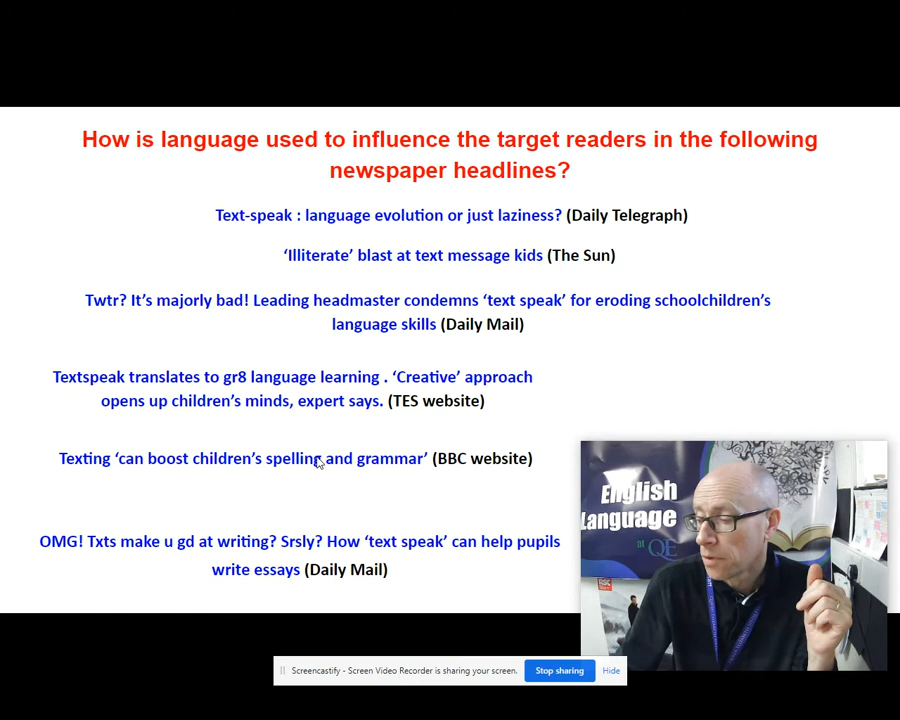 How is language used to influence the target readers in the following
newspaper headlines?
Text-speak : language evolution or just laziness? (Daily Telegraph)
‘Illiterate’ blast at text message kids (The Sun)
Twtr? It’s majorly bad! Leading headmaster condemns ‘text speak’ for eroding schoolchildren’s
language skills (Daily Mail)
Textspeak translates to gr8 language learning . ‘Creative’ approach
opens up children’s minds, expert says. (TES website)
Texting ‘can boost children’s spelling and grammar’ (BBC website)
OMG! Txts make u gd at writing? Srsly? How ‘text speak’ can help pupils
write essays (Daily Mail)
English
Language
at QE
Screencastify - Screen Video Recorder is sharing your screen.
Stop sharing
Hide